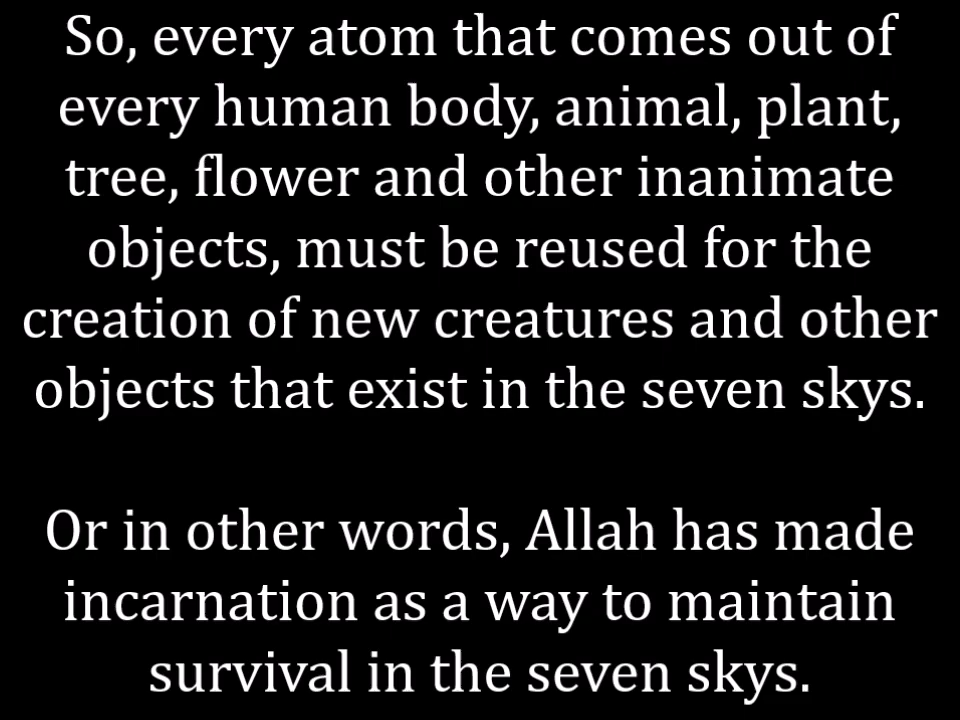 So, every atom that comes out of
every human body, animal, plant,
tree, flower and other inanimate
objects, must be reused for the
creation of new creatures and other
objects that exist in the seven skys.
Or in other words, Allah has made
incarnation as a way to maintain
survival in the seven skys.